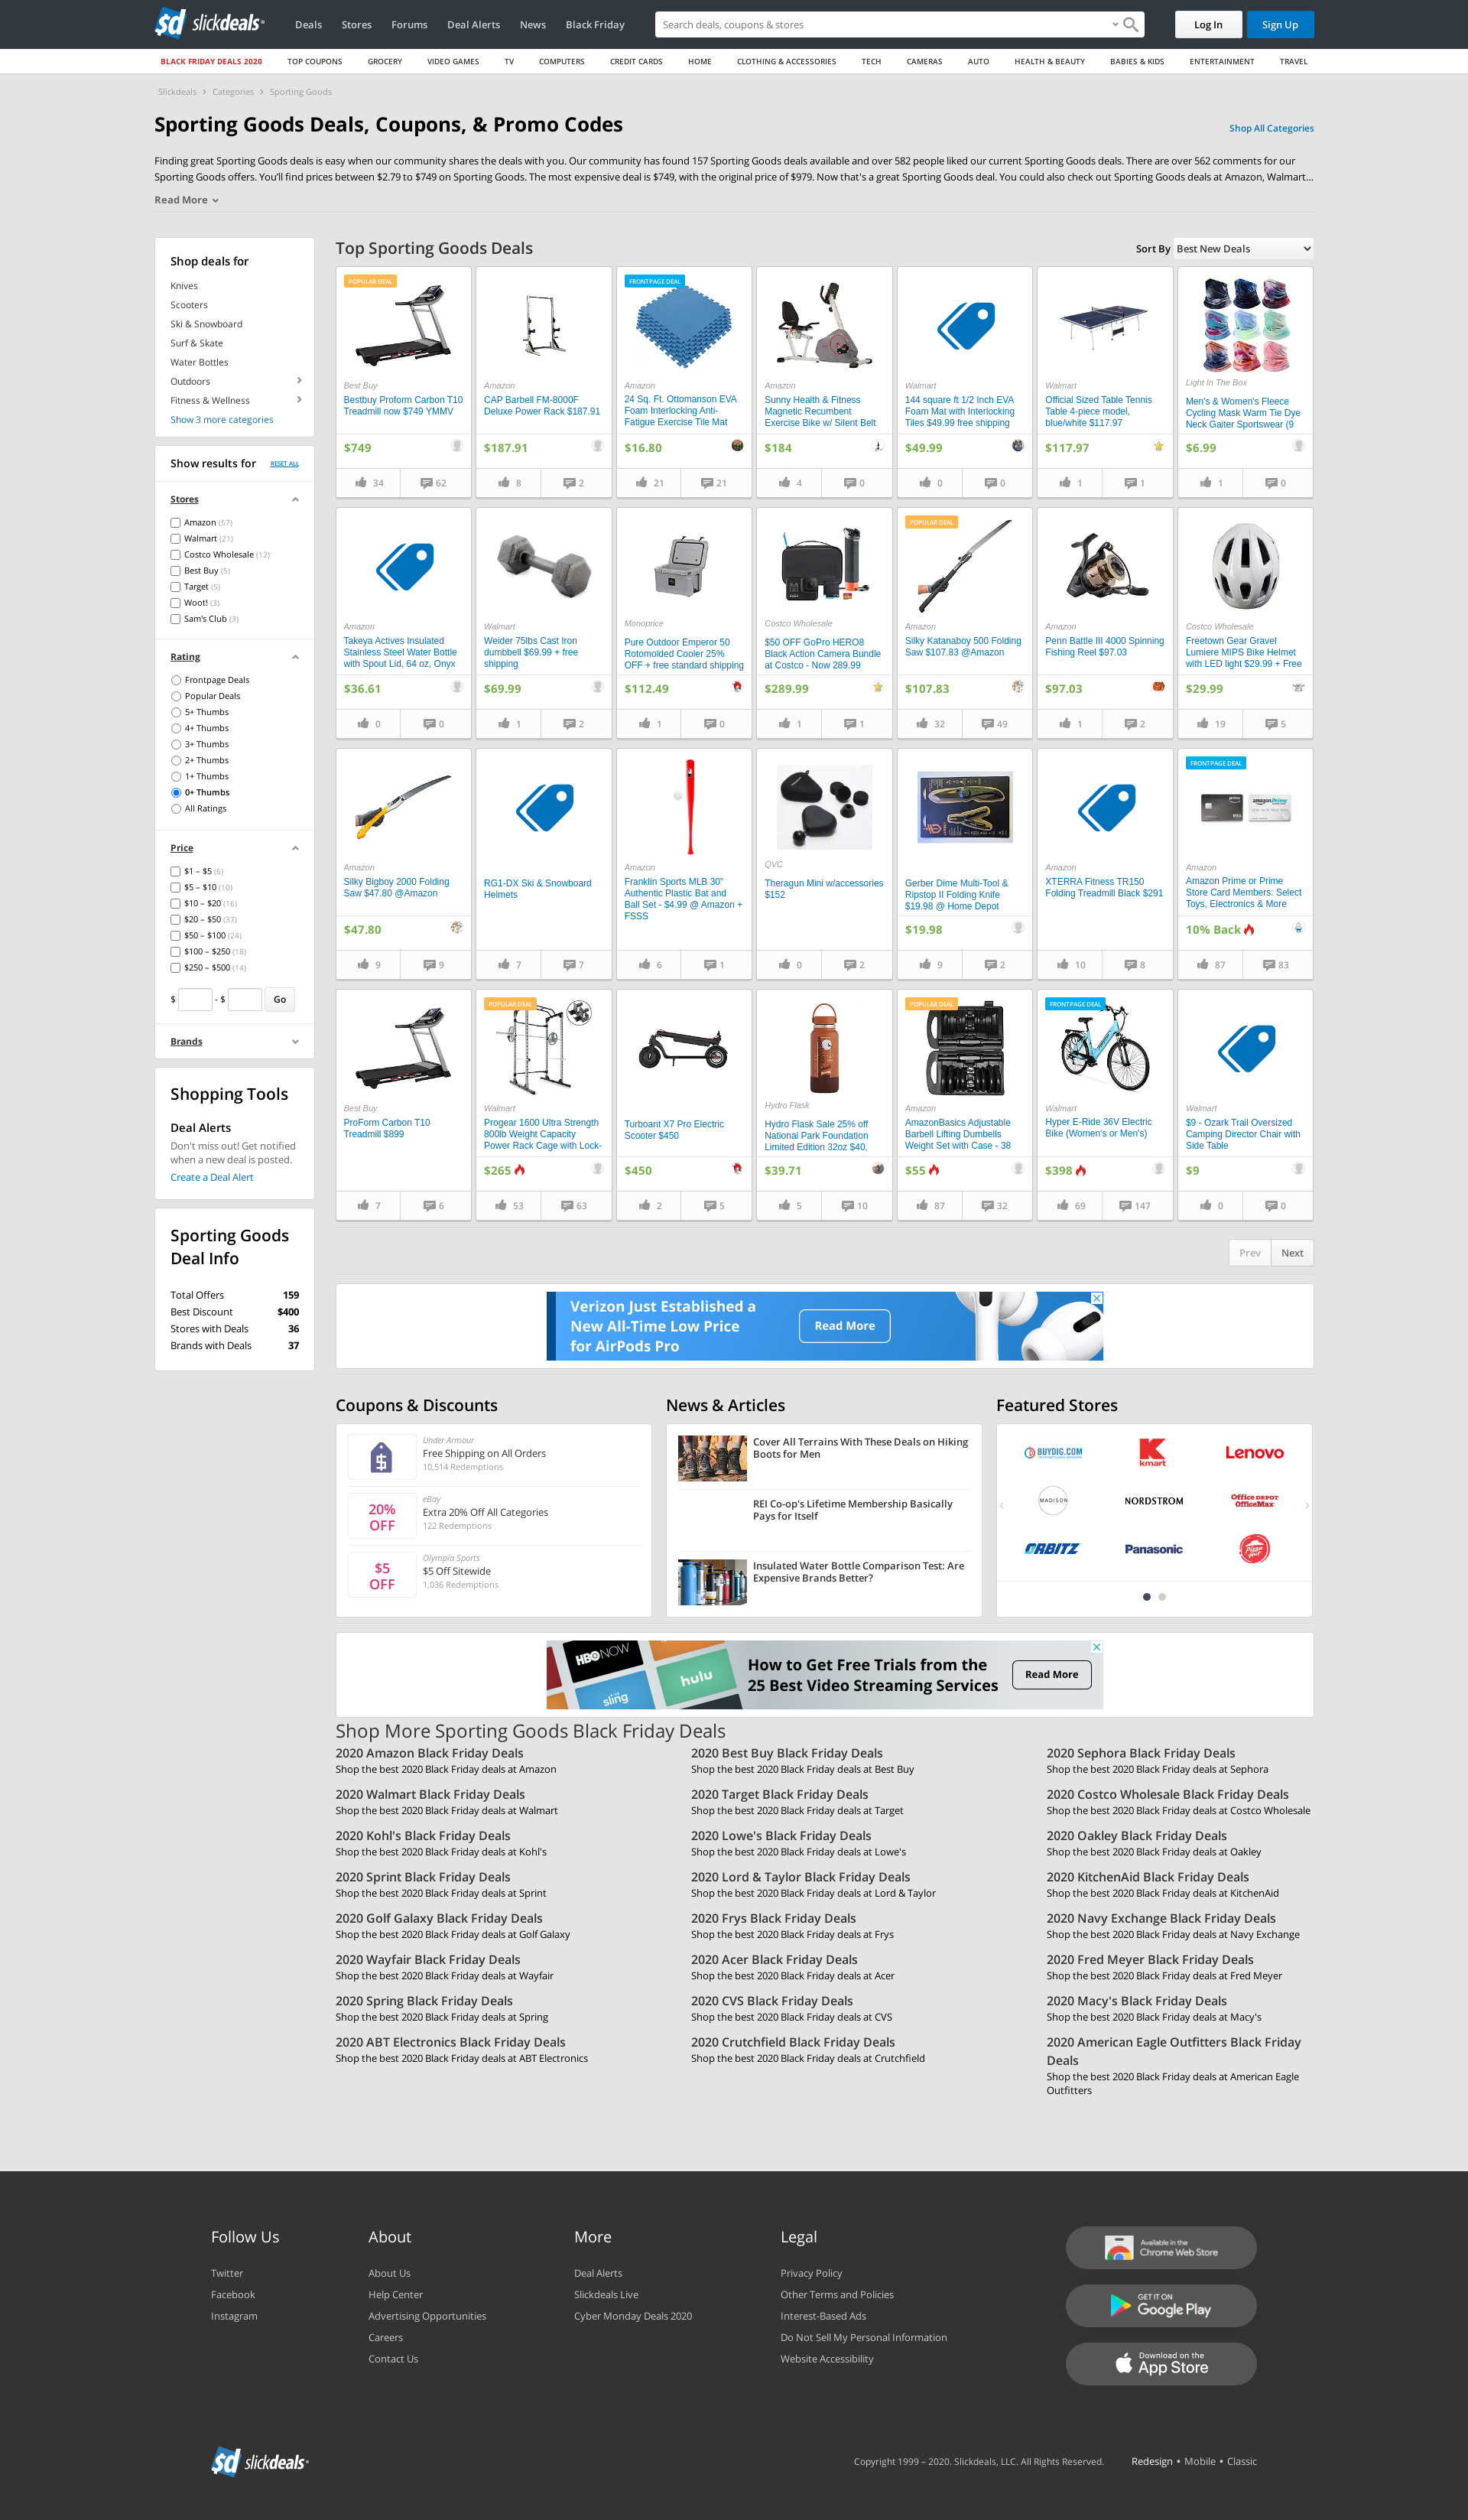 sd slickdeals
Deals
Stores
Forums
Deal Alerts
News
Black Friday
Search deals, coupons & stores
Log In
Sign Up
BLACK FRIDAY DEALS 2020
TOP COUPONS
GROCERY
VIDEO GAMES
TV
COMPUTERS
CREDIT CARDS
HOME
CLOTHING & ACCESSORIES
TECH
CAMERAS
AUTO
HEALTH & BEAUTY
BABIES & KIDS
ENTERTAINMENT
TRAVEL
Slickdeals › Categories › Sporting Goods
Sporting Goods Deals, Coupons, & Promo Codes
Shop All Categories
Finding great Sporting Goods deals is easy when our community shares the deals with you. Our community has found 157 Sporting Goods deals available and over 582 people liked our current Sporting Goods deals. There are over 562 comments for our
Sporting Goods offers. You'll find prices between $2.79 to $749 on Sporting Goods. The most expensive deal is $749, with the original price of $979. Now that's a great Sporting Goods deal. You could also check out Sporting Goods deals at Amazon, Walmart...
Read More
Shop deals for
Knives
Scooters
Ski & Snowboard
Surf & Skate
Water Bottles
Outdoors
Fitness & Wellness
Show 3 more categories
Show results for
RESET ALL
Stores
Amazon (57)
Walmart (21)
Costco Wholesale (12)
Best Buy (5)
Target (5)
Woot! (3)
Sam's Club (3)
Rating
Frontpage Deals
Popular Deals
5+ Thumbs
4+ Thumbs
3+ Thumbs
2+ Thumbs
1+ Thumbs
0+ Thumbs
All Ratings
Price
$1 – $5 (6)
$5 – $10 (10)
$10 – $20 (16)
$20 – $50 (37)
$50 – $100 (24)
$100 – $250 (18)
$250 – $500 (14)
$ - $ Go
Brands
Shopping Tools
Deal Alerts
Don't miss out! Get notified
when a new deal is posted.
Create a Deal Alert
Sporting Goods
Deal Info
Total Offers 159
Best Discount $400
Stores with Deals 36
Brands with Deals 37
Top Sporting Goods Deals
Sort By Best New Deals
POPULAR DEAL
Best Buy
Bestbuy Proform Carbon T10
Treadmill now $749 YMMV
$749
34 62
Amazon
CAP Barbell FM-8000F
Deluxe Power Rack $187.91
$187.91
8 2
FRONTPAGE DEAL
Amazon
24 Sq. Ft. Ottomanson EVA
Foam Interlocking Anti-
Fatigue Exercise Tile Mat
$16.80
21 21
Amazon
Sunny Health & Fitness
Magnetic Recumbent
Exercise Bike w/ Silent Belt
$184
4 0
Walmart
144 square ft 1/2 Inch EVA
Foam Mat with Interlocking
Tiles $49.99 free shipping
$49.99
0 0
Walmart
Official Sized Table Tennis
Table 4-piece model,
blue/white $117.97
$117.97
1 1
Light In The Box
Men's & Women's Fleece
Cycling Mask Warm Tie Dye
Neck Gaiter Sportswear (9
$6.99
1 0
Amazon
Takeya Actives Insulated
Stainless Steel Water Bottle
with Spout Lid, 64 oz, Onyx
$36.61
0 0
Walmart
Weider 75lbs Cast Iron
dumbbell $69.99 + free
shipping
$69.99
1 2
Monoprice
Pure Outdoor Emperor 50
Rotomolded Cooler 25%
OFF + free standard shipping
$112.49
1 0
Costco Wholesale
$50 OFF GoPro HERO8
Black Action Camera Bundle
at Costco - Now 289.99
$289.99
1 1
POPULAR DEAL
Amazon
Silky Katanaboy 500 Folding
Saw $107.83 @Amazon
$107.83
32 49
Amazon
Penn Battle III 4000 Spinning
Fishing Reel $97.03
$97.03
1 2
Costco Wholesale
Freetown Gear Gravel
Lumiere MIPS Bike Helmet
with LED light $29.99 + Free
$29.99
19 5
Amazon
Silky Bigboy 2000 Folding
Saw $47.80 @Amazon
$47.80
9 9
RG1-DX Ski & Snowboard
Helmets
7 7
Amazon
Franklin Sports MLB 30"
Authentic Plastic Bat and
Ball Set - $4.99 @ Amazon +
FSSS
6 1
QVC
Theragun Mini w/accessories
$152
0 2
Gerber Dime Multi-Tool &
Ripstop II Folding Knife
$19.98 @ Home Depot
$19.98
9 2
Amazon
XTERRA Fitness TR150
Folding Treadmill Black $291
10 8
FRONTPAGE DEAL
Amazon
Amazon Prime or Prime
Store Card Members: Select
Toys, Electronics & More
10% Back
87 83
Best Buy
ProForm Carbon T10
Treadmill $899
7 6
POPULAR DEAL
Walmart
Progear 1600 Ultra Strength
800lb Weight Capacity
Power Rack Cage with Lock-
$265
53 63
Turboant X7 Pro Electric
Scooter $450
$450
2 5
Hydro Flask
Hydro Flask Sale 25% off
National Park Foundation
Limited Edition 32oz $40,
$39.71
5 10
POPULAR DEAL
Amazon
AmazonBasics Adjustable
Barbell Lifting Dumbbells
Weight Set with Case - 38
$55
87 32
FRONTPAGE DEAL
Walmart
Hyper E-Ride 36V Electric
Bike (Women's or Men's)
$398
69 147
Walmart
$9 - Ozark Trail Oversized
Camping Director Chair with
Side Table
$9
0 0
Prev
Next
Verizon Just Established a
New All-Time Low Price
for AirPods Pro
Read More
Coupons & Discounts
Under Armour
Free Shipping on All Orders
10,514 Redemptions
20%
OFF
eBay
Extra 20% Off All Categories
122 Redemptions
$5
OFF
Olympia Sports
$5 Off Sitewide
1,036 Redemptions
News & Articles
Cover All Terrains With These Deals on Hiking
Boots for Men
REI Co-op's Lifetime Membership Basically
Pays for Itself
Insulated Water Bottle Comparison Test: Are
Expensive Brands Better?
Featured Stores
BUYDIG.COM
kmart
Lenovo
MADISON
NORDSTROM
Office DEPOT
OfficeMax
ORBITZ
Panasonic
Pizza Hut
HBO NOW
hulu
sling
How to Get Free Trials from the
25 Best Video Streaming Services
Read More
Shop More Sporting Goods Black Friday Deals
2020 Amazon Black Friday Deals
Shop the best 2020 Black Friday deals at Amazon
2020 Best Buy Black Friday Deals
Shop the best 2020 Black Friday deals at Best Buy
2020 Sephora Black Friday Deals
Shop the best 2020 Black Friday deals at Sephora
2020 Walmart Black Friday Deals
Shop the best 2020 Black Friday deals at Walmart
2020 Target Black Friday Deals
Shop the best 2020 Black Friday deals at Target
2020 Costco Wholesale Black Friday Deals
Shop the best 2020 Black Friday deals at Costco Wholesale
2020 Kohl's Black Friday Deals
Shop the best 2020 Black Friday deals at Kohl's
2020 Lowe's Black Friday Deals
Shop the best 2020 Black Friday deals at Lowe's
2020 Oakley Black Friday Deals
Shop the best 2020 Black Friday deals at Oakley
2020 Sprint Black Friday Deals
Shop the best 2020 Black Friday deals at Sprint
2020 Lord & Taylor Black Friday Deals
Shop the best 2020 Black Friday deals at Lord & Taylor
2020 KitchenAid Black Friday Deals
Shop the best 2020 Black Friday deals at KitchenAid
2020 Golf Galaxy Black Friday Deals
Shop the best 2020 Black Friday deals at Golf Galaxy
2020 Frys Black Friday Deals
Shop the best 2020 Black Friday deals at Frys
2020 Navy Exchange Black Friday Deals
Shop the best 2020 Black Friday deals at Navy Exchange
2020 Wayfair Black Friday Deals
Shop the best 2020 Black Friday deals at Wayfair
2020 Acer Black Friday Deals
Shop the best 2020 Black Friday deals at Acer
2020 Fred Meyer Black Friday Deals
Shop the best 2020 Black Friday deals at Fred Meyer
2020 Spring Black Friday Deals
Shop the best 2020 Black Friday deals at Spring
2020 CVS Black Friday Deals
Shop the best 2020 Black Friday deals at CVS
2020 Macy's Black Friday Deals
Shop the best 2020 Black Friday deals at Macy's
2020 ABT Electronics Black Friday Deals
Shop the best 2020 Black Friday deals at ABT Electronics
2020 Crutchfield Black Friday Deals
Shop the best 2020 Black Friday deals at Crutchfield
2020 American Eagle Outfitters Black Friday
Deals
Shop the best 2020 Black Friday deals at American Eagle
Outfitters
Follow Us
Twitter
Facebook
Instagram
About
About Us
Help Center
Advertising Opportunities
Careers
Contact Us
More
Deal Alerts
Slickdeals Live
Cyber Monday Deals 2020
Legal
Privacy Policy
Other Terms and Policies
Interest-Based Ads
Do Not Sell My Personal Information
Website Accessibility
Available in the
Chrome Web Store
GET IT ON
Google Play
Download on the
App Store
sd slickdeals
Copyright 1999 – 2020. Slickdeals, LLC. All Rights Reserved.
Redesign • Mobile • Classic